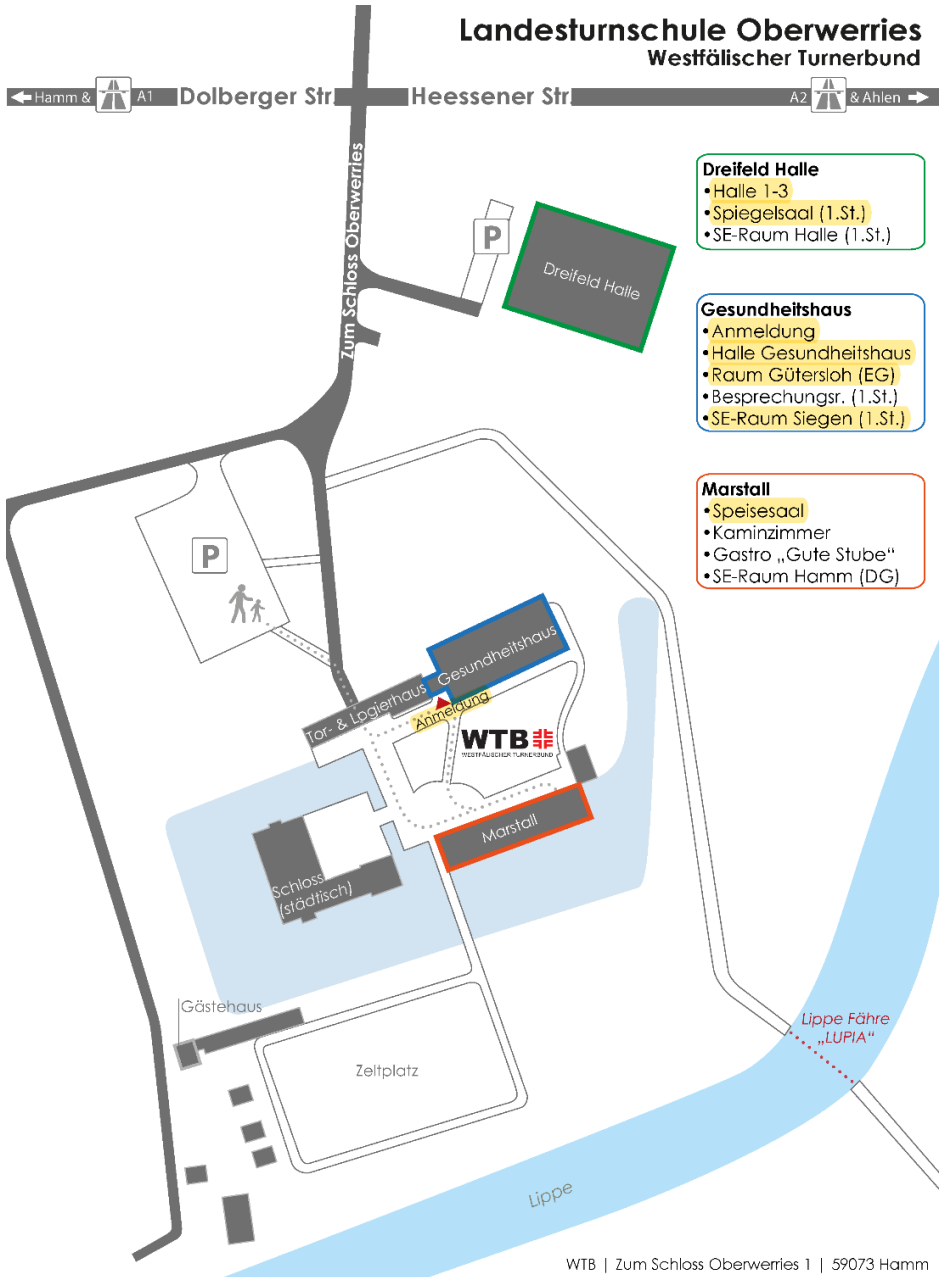 Landesturnschule Oberwerries
Westfälischer Turnerbund
Hamm & A1
Dolberger Str.
Heessener Str.
A2 & Ahlen
Zum Schloss Oberwerries
P
Dreifeld Halle
Dreifeld Halle
•Halle 1-3
•Spiegelsaal (1.St.)
•SE-Raum Halle (1.St.)
Gesundheitshaus
•Anmeldung
•Halle Gesundheitshaus
•Raum Gütersloh (EG)
•Besprechungsr. (1.St.)
•SE-Raum Siegen (1.St.)
Marstall
•Speisesaal
•Kaminzimmer
•Gastro „Gute Stube“
•SE-Raum Hamm (DG)
P
Gesundheitshaus
Tor- & Logierhaus
Anmeldung
WTB
WESTFÄLISCHER TURNERBUND
Marstall
Schloss
(städtisch)
Gästehaus
Zeltplatz
Lippe Fähre
„LUPIA“
Lippe
WTB | Zum Schloss Oberwerries 1 | 59073 Hamm